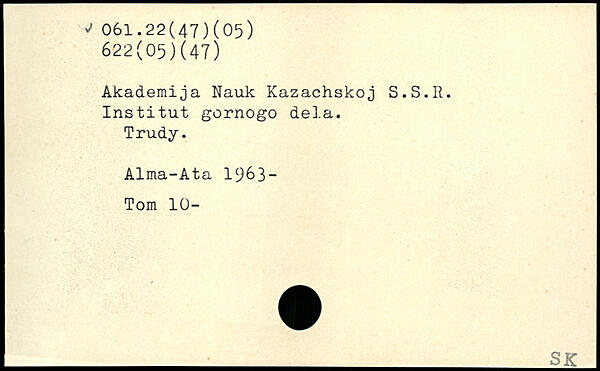 061.22(47)(05)
622(05)(47)
Akademija Nauk Kazachskoj S.S.R.
Institut gornogo dela.
Trudy.
Alma-Ata 1963-
Tom 10-
SK